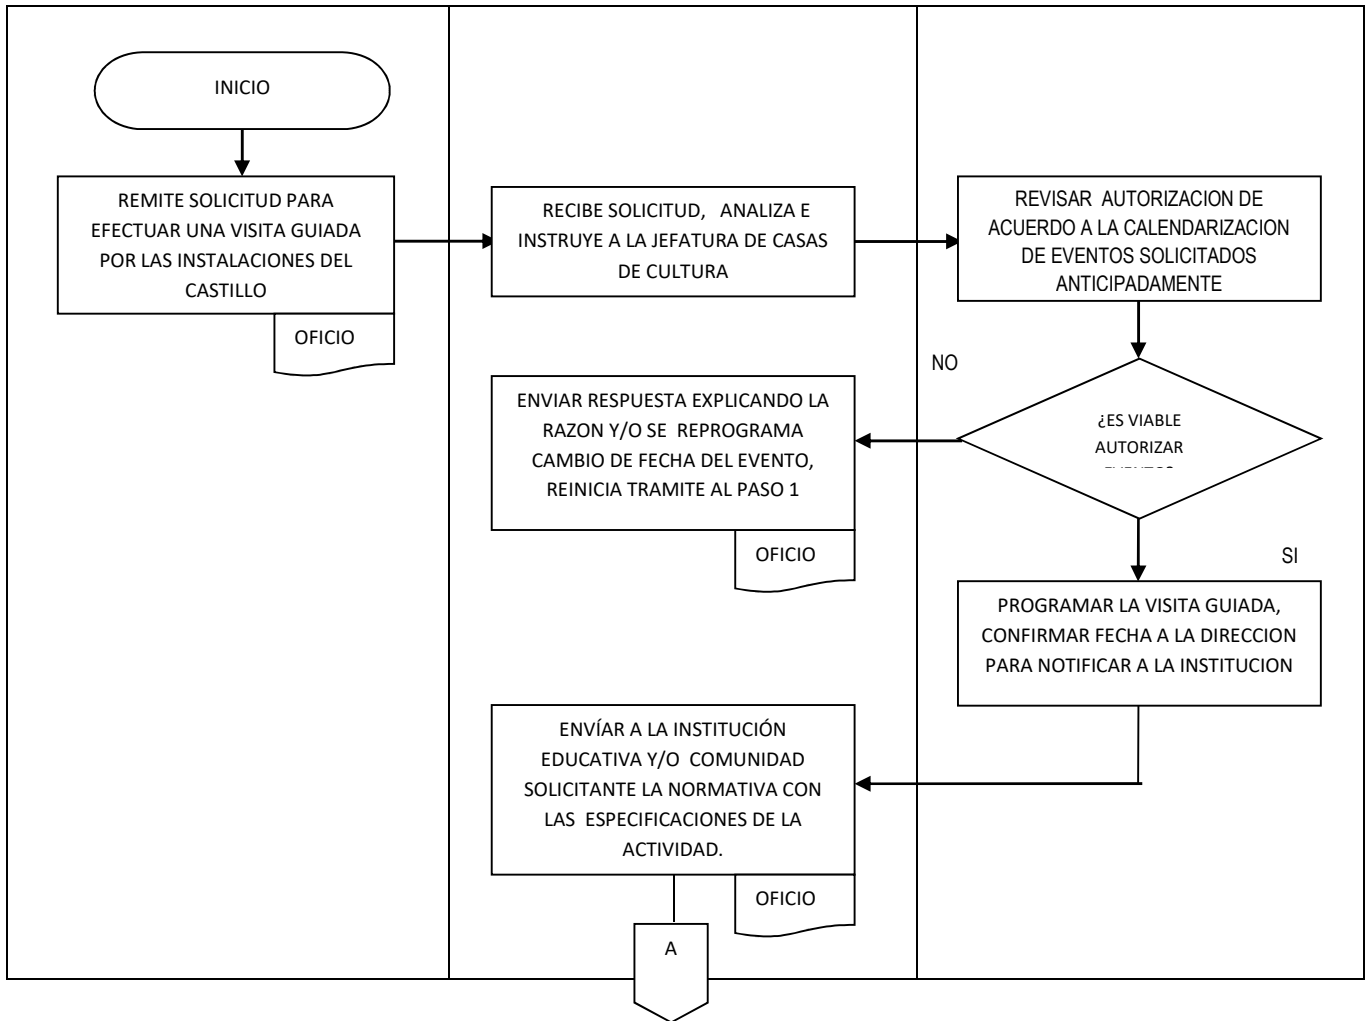 INICIO
REMITE SOLICITUD PARA
EFECTUAR UNA VISITA GUIADA
POR LAS INSTALACIONES DEL
CASTILLO
OFICIO
RECIBE SOLICITUD, ANALIZA E
INSTRUYE A LA JEFATURA DE CASAS
DE CULTURA
REVISAR AUTORIZACION DE
ACUERDO A LA CALENDARIZACION
DE EVENTOS SOLICITADOS
ANTICIPADAMENTE
NO
¿ES VIABLE
AUTORIZAR
ENVIAR RESPUESTA EXPLICANDO LA
RAZON Y/O SE REPROGRAMA
CAMBIO DE FECHA DEL EVENTO,
REINICIA TRAMITE AL PASO 1
OFICIO
SI
PROGRAMAR LA VISITA GUIADA,
CONFIRMAR FECHA A LA DIRECCION
PARA NOTIFICAR A LA INSTITUCION
ENVÍAR A LA INSTITUCIÓN
EDUCATIVA Y/O COMUNIDAD
SOLICITANTE LA NORMATIVA CON
LAS ESPECIFICACIONES DE LA
ACTIVIDAD.
OFICIO
A